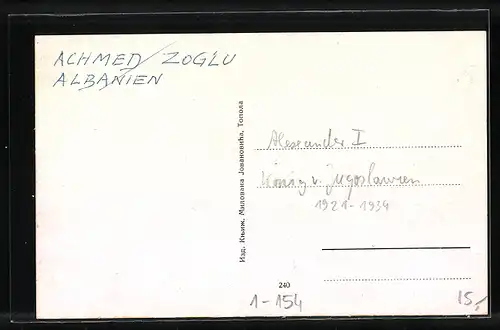 ACHMED ZOGLU
ALBANIEN
Изд. Књиж. Милована Јовановића, Топола
Alexander I
König v. Jugoslawien
1921-1934
240
1-154
15,-